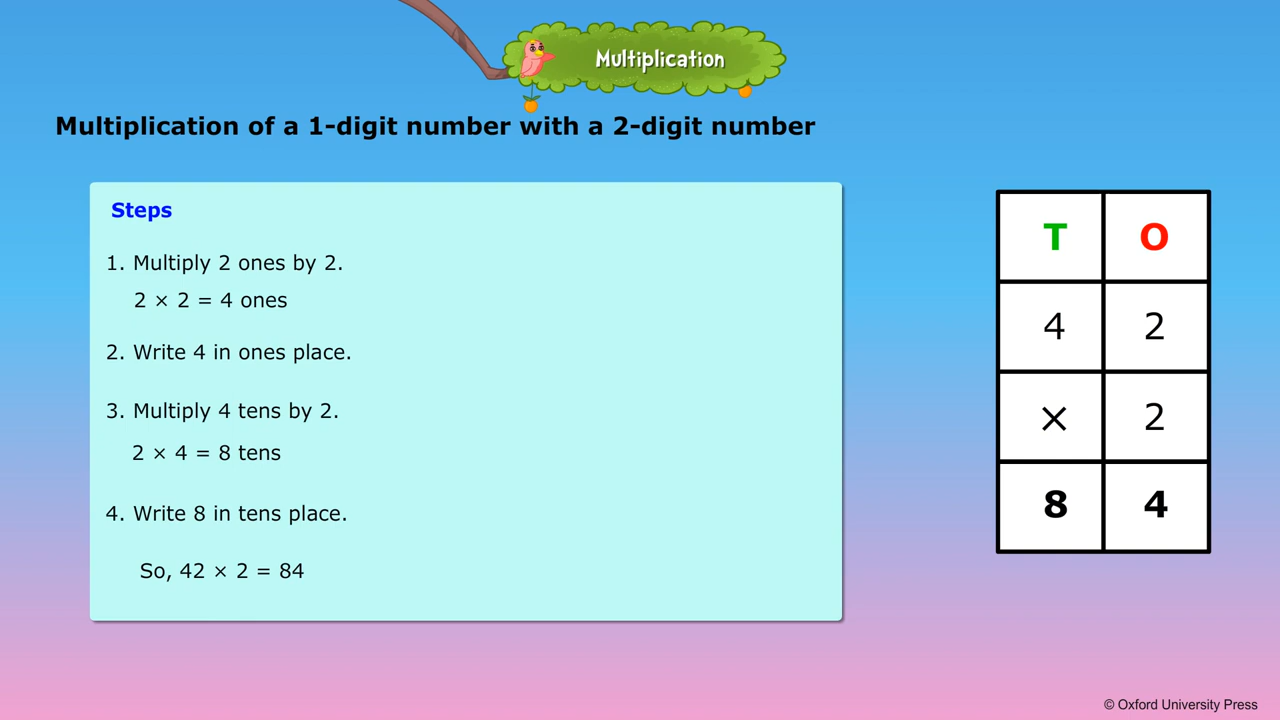 Multiplication
Multiplication of a 1-digit number with a 2-digit number
Steps
1. Multiply 2 ones by 2.
2 × 2 = 4 ones
2. Write 4 in ones place.
3. Multiply 4 tens by 2.
2 × 4 = 8 tens
4. Write 8 in tens place.
So, 42 × 2 = 84
T O
4 2
× 2
8 4
© Oxford University Press